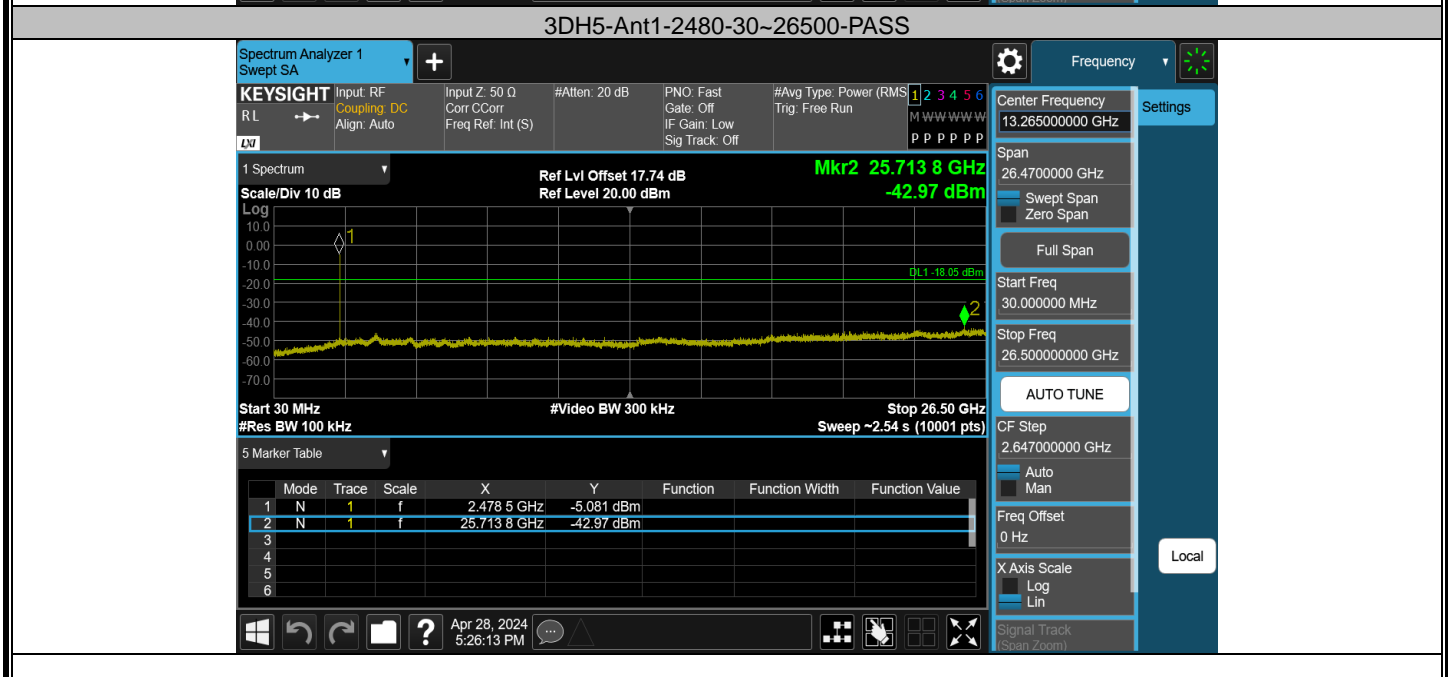 3DH5-Ant1-2480-30~26500-PASS
Spectrum Analyzer 1
Swept SA
+
Frequency
KEYSIGHT
RL
LXI
Input: RF
Coupling: DC
Align: Auto
Input Z: 50 Ω
Corr CCorr
Freq Ref: Int (S)
#Atten: 20 dB
PNO: Fast
Gate: Off
IF Gain: Low
Sig Track: Off
#Avg Type: Power (RMS
Trig: Free Run
1 2 3 4 5 6
M W W W W W
P P P P P P
1 Spectrum
Scale/Div 10 dB
Ref Lvl Offset 17.74 dB
Ref Level 20.00 dBm
Mkr2 25.713 8 GHz
-42.97 dBm
Log
10.0
0.00
-10.0
-20.0
-30.0
-40.0
-50.0
-60.0
-70.0
1
DL1 -18.05 dBm
2
Start 30 MHz
#Video BW 300 kHz
Stop 26.50 GHz
#Res BW 100 kHz
Sweep ~2.54 s (10001 pts)
5 Marker Table
Mode Trace Scale X Y Function Function Width Function Value
1 N 1 f 2.478 5 GHz -5.081 dBm
2 N 1 f 25.713 8 GHz -42.97 dBm
3
4
5
6
?
Apr 28, 2024
5:26:13 PM
...
Center Frequency
13.265000000 GHz
Settings
Span
26.4700000 GHz
Swept Span
Zero Span
Full Span
Start Freq
30.000000 MHz
Stop Freq
26.500000000 GHz
AUTO TUNE
CF Step
2.647000000 GHz
Auto
Man
Freq Offset
0 Hz
Local
X Axis Scale
Log
Lin
Signal Track
(Span Zoom)